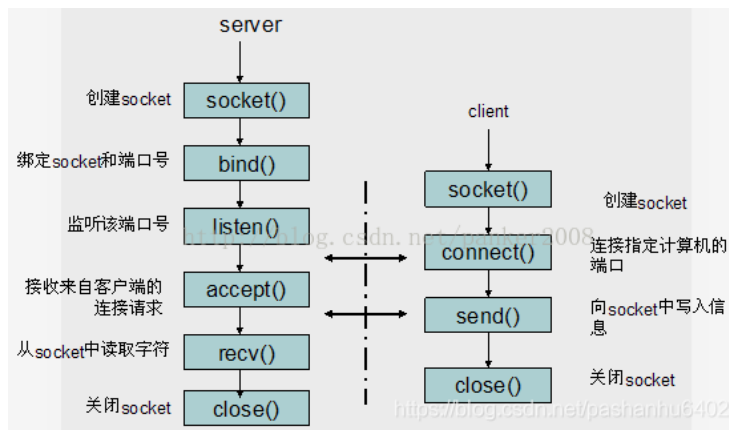 server
创建socket
socket()
绑定socket和端口号
bind()
监听该端口号
listen()
接收来自客户端的
连接请求
accept()
从socket中读取字符
recv()
关闭socket
close()
client
socket()
创建socket
connect()
连接指定计算机的
端口
send()
向socket中写入信
息
close()
关闭socket
http://blog.csdn.net/panker2008
https://blog.csdn.net/pashanhu6402